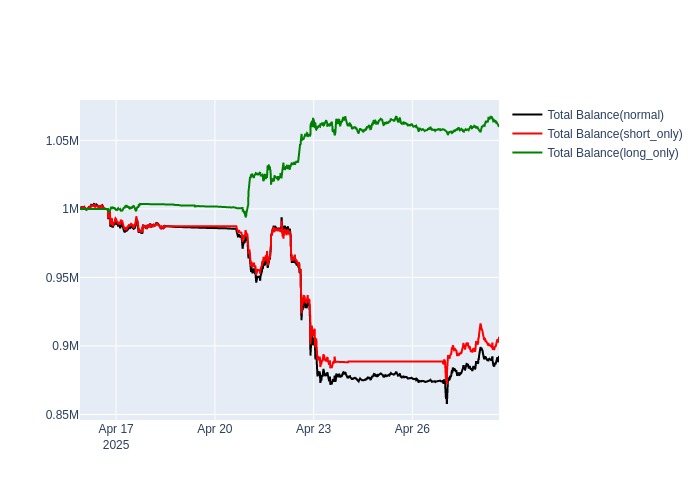 Total Balance(normal)
Total Balance(short_only)
Total Balance(long_only)
1.05M
1M
0.95M
0.9M
0.85M
Apr 17
2025
Apr 20
Apr 23
Apr 26